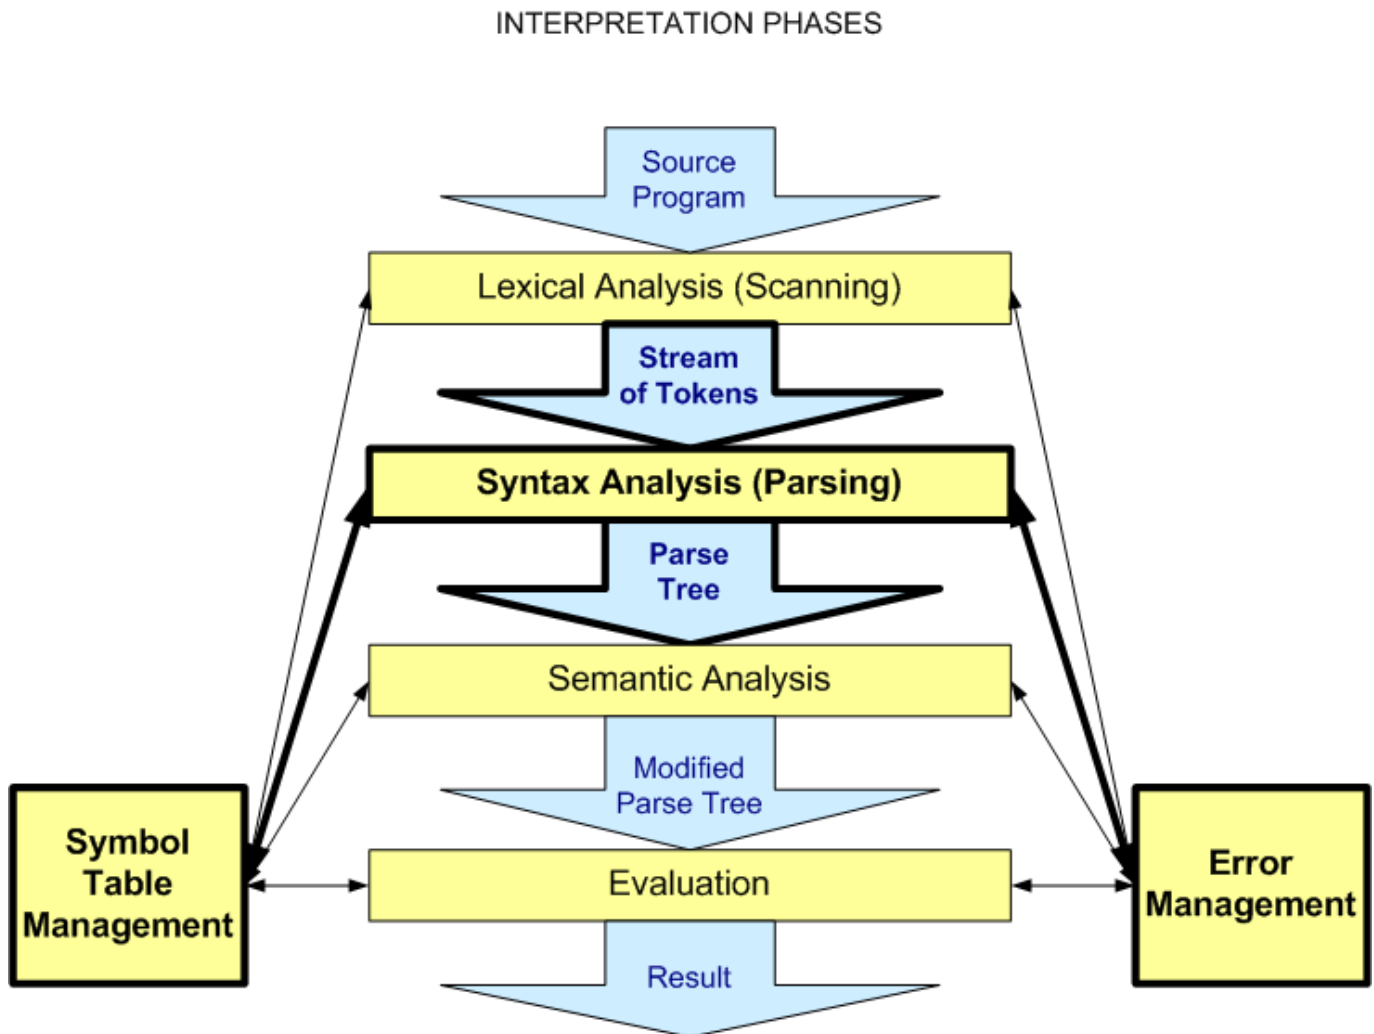 INTERPRETATION PHASES
Source
Program
Lexical Analysis (Scanning)
Stream
of Tokens
Syntax Analysis (Parsing)
Parse
Tree
Semantic Analysis
Modified
Parse Tree
Symbol
Table
Management
Evaluation
Error
Management
Result